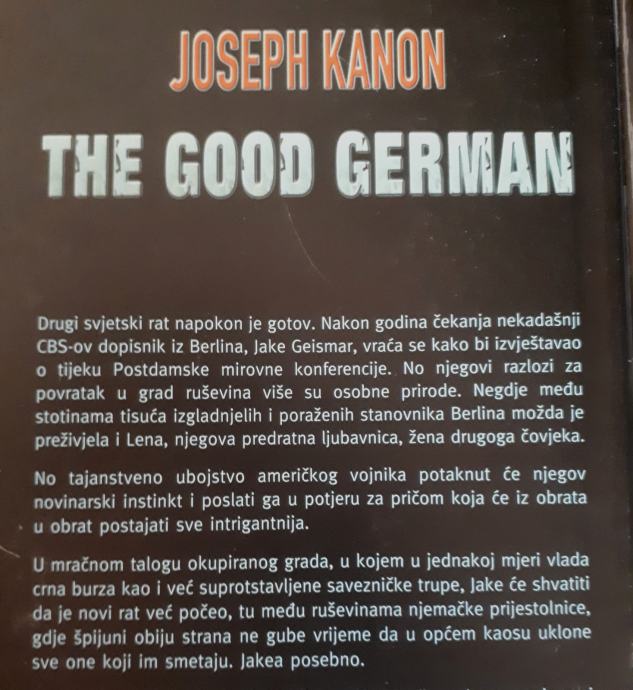 JOSEPH KANON
THE GOOD GERMAN
Drugi svjetski rat napokon je gotov. Nakon godina čekanja nekadašnji
CBS-ov dopisnik iz Berlina, Jake Geismar, vraća se kako bi izvještavao
o tijeku Postdamske mirovne konferencije. No njegovi razlozi za
povratak u grad ruševina više su osobne prirode. Negdje među
stotinama tisuća izgladnjelih i poraženih stanovnika Berlina možda je
preživjela i Lena, njegova predratna ljubavnica, žena drugoga čovjeka.
No tajanstveno ubojstvo američkog vojnika potaknut će njegov
novinarski instinkt i poslati ga u potjeru za pričom koja će iz obrata
u obrat postajati sve intrigantnija.
U mračnom talogu okupiranog grada, u kojem u jednakoj mjeri vlada
crna burza kao i već suprotstavljene savezničke trupe, Jake će shvatiti
da je novi rat već počeo, tu među ruševinama njemačke prijestolnice,
gdje špijuni obiju strana ne gube vrijeme da u općem kaosu uklone
sve one koji im smetaju. Jakea posebno.